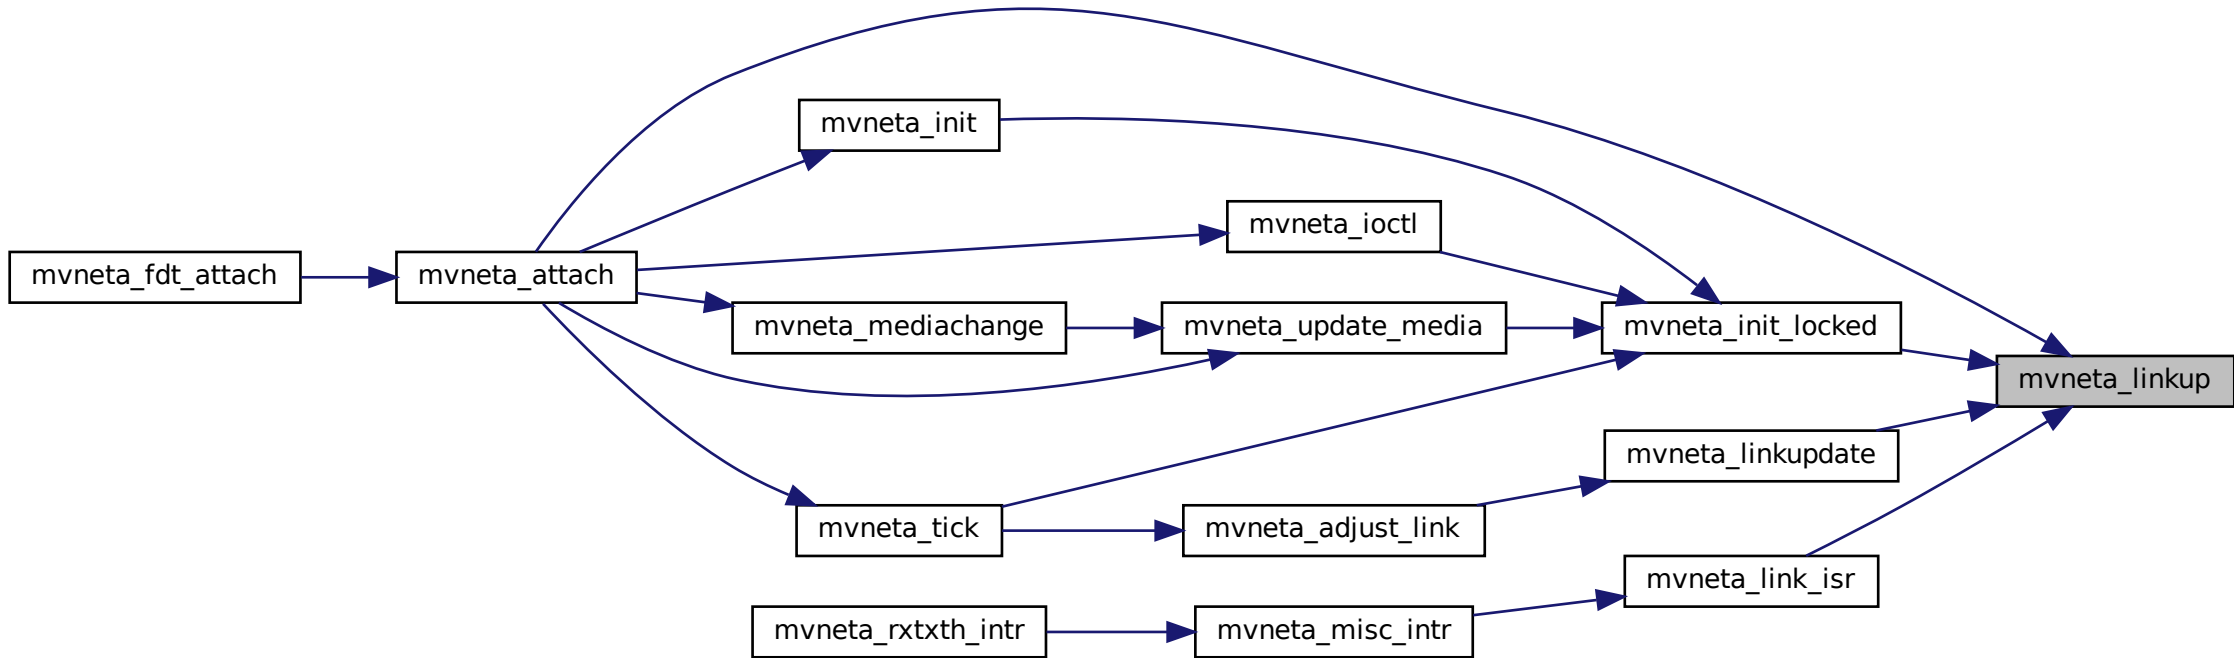 mvneta_init
mvneta_ioctl
mvneta_fdt_attach
mvneta_attach
mvneta_mediachange
mvneta_update_media
mvneta_init_locked
mvneta_linkup
mvneta_linkupdate
mvneta_tick
mvneta_adjust_link
mvneta_link_isr
mvneta_rxtxth_intr
mvneta_misc_intr